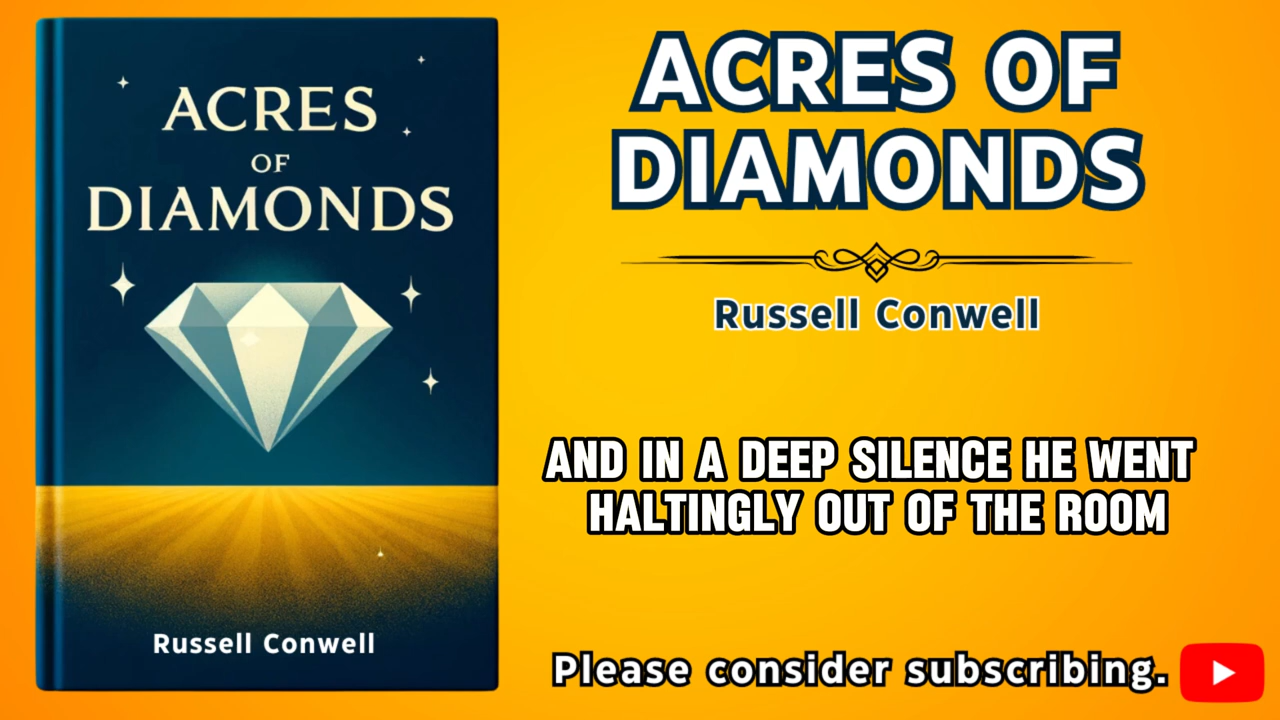 ACRES
OF
DIAMONDS
Russell Conwell
ACRES OF
DIAMONDS
Russell Conwell
AND IN A DEEP SILENCE HE WENT
HALTINGLY OUT OF THE ROOM
Please consider subscribing.